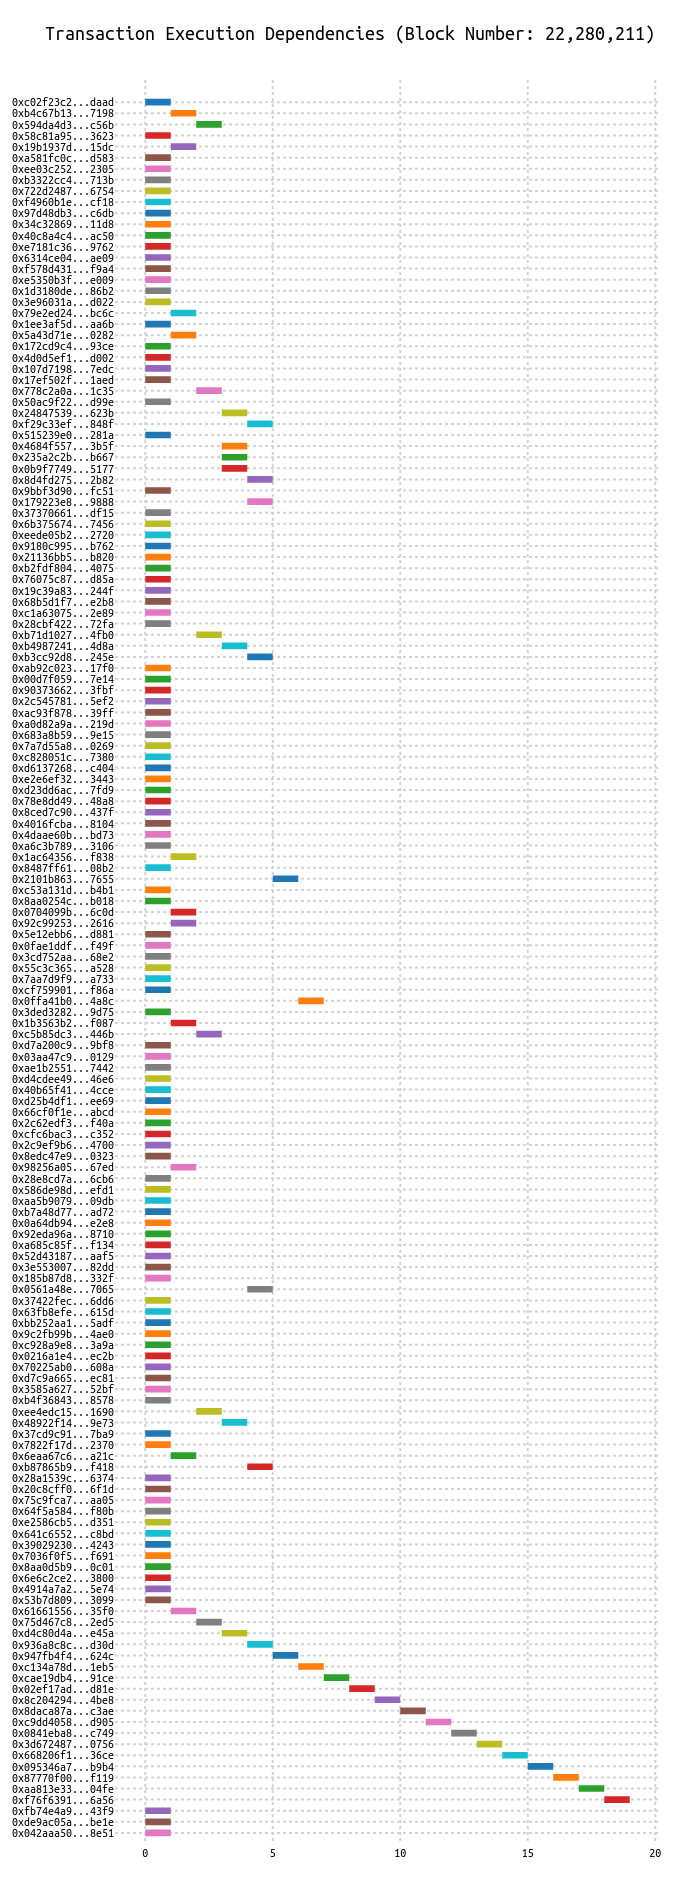 Transaction Execution Dependencies (Block Number: 22,280,211)
0xc02f23c2...daad
0xb4c67b13...7198
0x594da4d3...c56b
0x58c81a95...3623
0x19b1937d...15dc
0xa581fc0c...d583
0xee03c252...2305
0xb3322cc4...713b
0x722d2487...6754
0xf4960b1e...cf18
0x97d48db3...c6db
0x34c32869...11d8
0x40c8a4c4...ac50
0xe7181c36...9762
0x6314ce04...ae09
0xf578d431...f9a4
0xe5350b3f...e009
0x1d3180de...86b2
0x3e96031a...d022
0x79e2ed24...bc6c
0x1ee3af5d...aa6b
0x5a43d71e...0282
0x172cd9c4...93ce
0x4d0d5ef1...d002
0x107d7198...7edc
0x17ef502f...1aed
0x778c2a0a...1c35
0x50ac9f22...d99e
0x24847539...623b
0xf29c33ef...848f
0x515239e0...281a
0x4684f557...3b5f
0x235a2c2b...b667
0x0b9f7749...5177
0x8d4fd275...2b82
0x9bbf3d90...fc51
0x179223e8...9888
0x37370661...df15
0x6b375674...7456
0xeede05b2...2720
0x9180c995...b762
0x21136bb5...b820
0xb2fdf804...4075
0x76075c87...d85a
0x19c39a83...244f
0x68b5d1f7...e2b8
0xc1a63075...2e89
0x28cbf422...72fa
0xb71d1027...4fb0
0xb4987241...4d8a
0xb3cc92d8...245e
0xab92c023...17f0
0x00d7f059...7e14
0x90373662...3fbf
0x2c545781...5ef2
0xac93f878...39ff
0xa0d82a9a...219d
0x683a8b59...9e15
0x7a7d55a8...0269
0xc828051c...7380
0xd6137268...c404
0xe2e6ef32...3443
0xd23dd6ac...7fd9
0x78e8dd49...48a8
0x8ced7c90...437f
0x4016fcba...8104
0x4daae60b...bd73
0xa6c3b789...3106
0x1ac64356...f838
0x8487ff61...08b2
0x2101b863...7655
0xc53a131d...b4b1
0x8aa0254c...b018
0x0704099b...6c0d
0x92c99253...2616
0x5e12ebb6...d881
0x0fae1ddf...f49f
0x3cd752aa...68e2
0x55c3c365...a528
0x7aa7d9f9...a733
0xcf759901...f86a
0x0ffa41b0...4a8c
0x3ded3282...9d75
0x1b3563b2...f087
0xc5b85dc3...446b
0xd7a200c9...9bf8
0x03aa47c9...0129
0xae1b2551...7442
0xd4cdee49...46e6
0x40b65f41...4cce
0xd25b4df1...ee69
0x66cf0f1e...abcd
0x2c62edf3...f40a
0xcfc6bac3...c352
0x2c9ef9b6...4700
0x8edc47e9...0323
0x98256a05...67ed
0x28e8cd7a...6cb6
0x586de98d...efd1
0xaa5b9079...09db
0xb7a48d77...ad72
0x0a64db94...e2e8
0x92eda96a...8710
0xa685c85f...f134
0x52d43187...aaf5
0x3e553007...82dd
0x185b87d8...332f
0x0561a48e...7065
0x37422fec...6dd6
0x63fb8efe...615d
0xbb252aa1...5adf
0x9c2fb99b...4ae0
0xc928a9e8...3a9a
0x0216a1e4...ec2b
0x70225ab0...608a
0xd7c9a665...ec81
0x3585a627...52bf
0xb4f36843...8578
0xee4edc15...1690
0x48922f14...9e73
0x37cd9c91...7ba9
0x7822f17d...2370
0x6eaa67c6...a21c
0xb87865b9...f418
0x28a1539c...6374
0x20c8cff0...6f1d
0x75c9fca7...aa05
0x64f5a584...f80b
0xe2586cb5...d351
0x641c6552...c8bd
0x39029230...4243
0x7036f0f5...f691
0x8aa0d5b9...0c01
0x6e6c2ce2...3800
0x4914a7a2...5e74
0x53b7d809...3099
0x61661556...35f0
0x75d467c8...2ed5
0xd4c80d4a...e45a
0x936a8c8c...d30d
0x947fb4f4...624c
0xc134a78d...1eb5
0xcae19db4...91ce
0x02ef17ad...d81e
0x8c204294...4be8
0x8daca87a...c3ae
0xc9dd4058...d905
0x0841eba8...c749
0x3d672487...0756
0x668206f1...36ce
0x095346a7...b9b4
0x87770f00...f119
0xaa813e33...04fe
0xf76f6391...6a56
0xfb74e4a9...43f9
0xde9ac05a...be1e
0x042aaa50...8e51
0 5 10 15 20